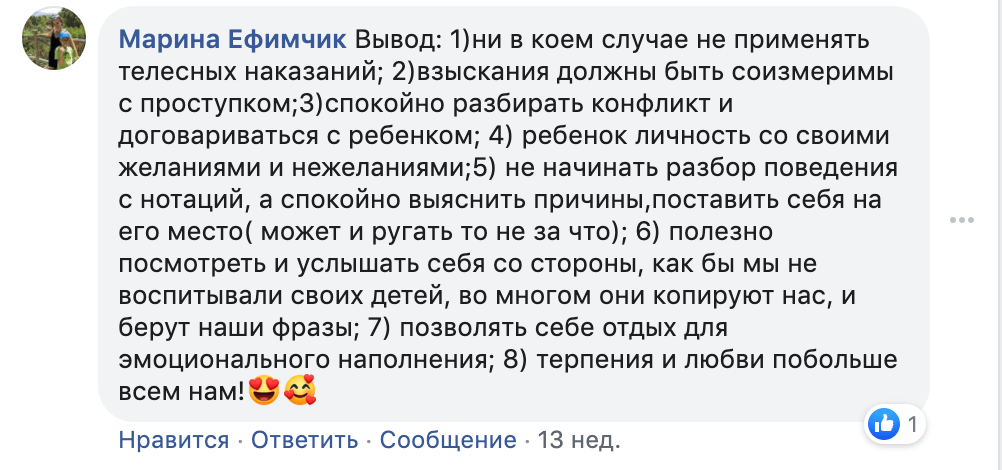 Марина Ефимчик Вывод: 1)ни в коем случае не применять
телесных наказаний; 2)взыскания должны быть соизмеримы
с проступком;3)спокойно разбирать конфликт и
договариваться с ребенком; 4) ребенок личность со своими
желаниями и нежеланиями;5) не начинать разбор поведения
с нотаций, а спокойно выяснить причины,поставить себя на
его место( может и ругать то не за что); 6) полезно
посмотреть и услышать себя со стороны, как бы мы не
воспитывали своих детей, во многом они копируют нас, и
берут наши фразы; 7) позволять себе отдых для
эмоционального наполнения; 8) терпения и любви побольше
всем нам!😍🥰
1
Нравится · Ответить · Сообщение · 13 нед.